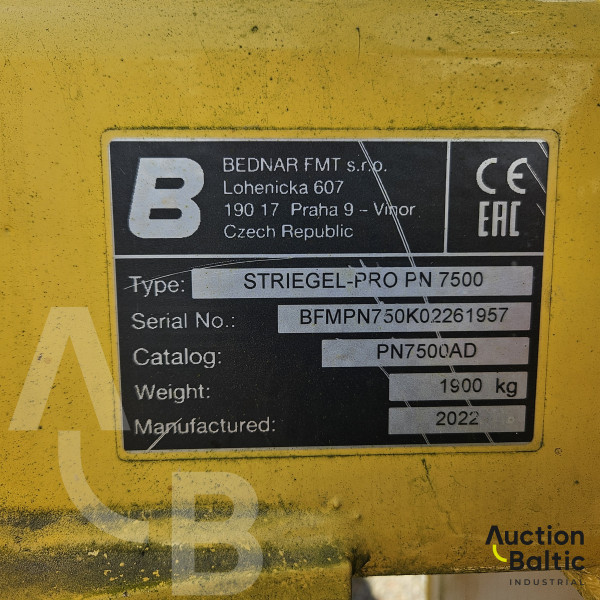 B
BEDNAR FMT s.r.o.
Lohenicka 607
190 17 Praha 9 - Vinor
Czech Republic
CE
EAC
Type: STRIEGEL-PRO PN 7500
Serial No.: BFMPN750K02261957
Catalog: PN7500AD
Weight: 1900 kg
Manufactured: 2022
A
B
Auction
Baltic
INDUSTRIAL